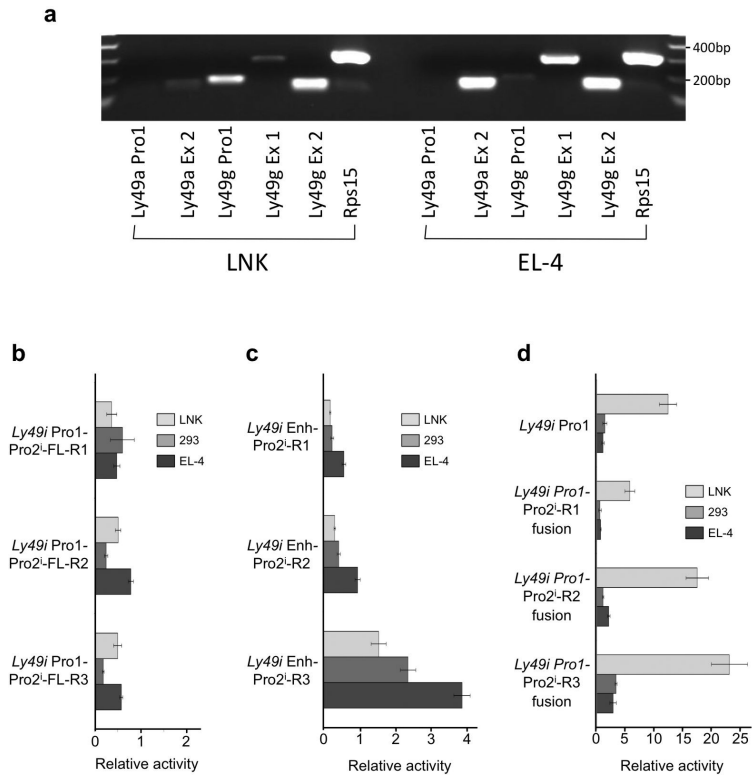 a
400bp
200bp
Ly49a Pro1
Ly49a Ex 2
Ly49g Pro1
Ly49g Ex 1
Ly49g Ex 2
Rps15
Ly49a Pro1
Ly49a Ex 2
Ly49g Pro1
Ly49g Ex 1
Ly49g Ex 2
Rps15
LNK
EL-4
b
Ly49i Pro1-
Pro2ⁱ-FL-R1
Ly49i Pro1-
Pro2ⁱ-FL-R2
Ly49i Pro1-
Pro2ⁱ-FL-R3
LNK
293
EL-4
0 1 2
Relative activity
c
Ly49i Enh-
Pro2ⁱ-R1
Ly49i Enh-
Pro2ⁱ-R2
Ly49i Enh-
Pro2ⁱ-R3
LNK
293
EL-4
0 1 2 3 4
Relative activity
d
Ly49i Pro1
Ly49i Pro1-
Pro2ⁱ-R1
fusion
Ly49i Pro1-
Pro2ⁱ-R2
fusion
Ly49i Pro1-
Pro2ⁱ-R3
fusion
LNK
293
EL-4
0 5 10 15 20 25
Relative activity